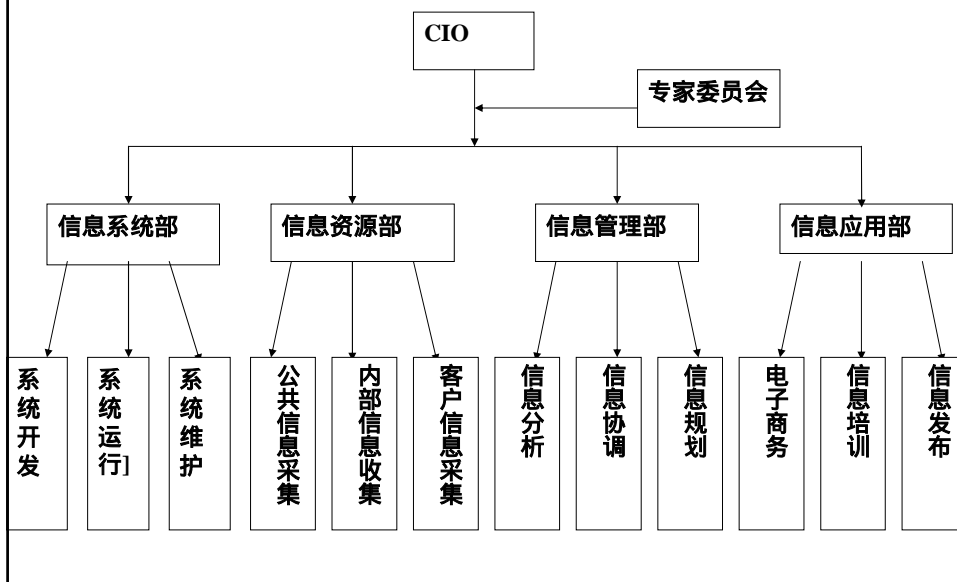 CIO
专家委员会
信息系统部
信息资源部
信息管理部
信息应用部
系统开发
系统运行]
系统维护
公共信息采集
内部信息收集
客户信息采集
信息分析
信息协调
信息规划
电子商务
信息培训
信息发布